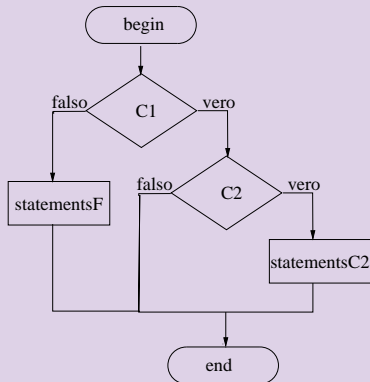 begin
falso
C1
vero
statementsF
falso
C2
vero
statementsC2
end